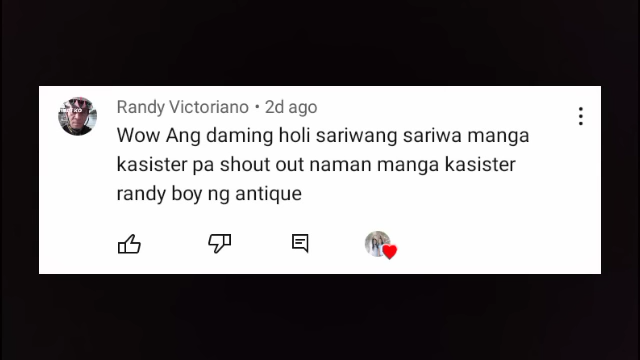 Randy Victoriano • 2d ago
Wow Ang daming holi sariwang sariwa manga
kasister pa shout out naman manga kasister
randy boy ng antique